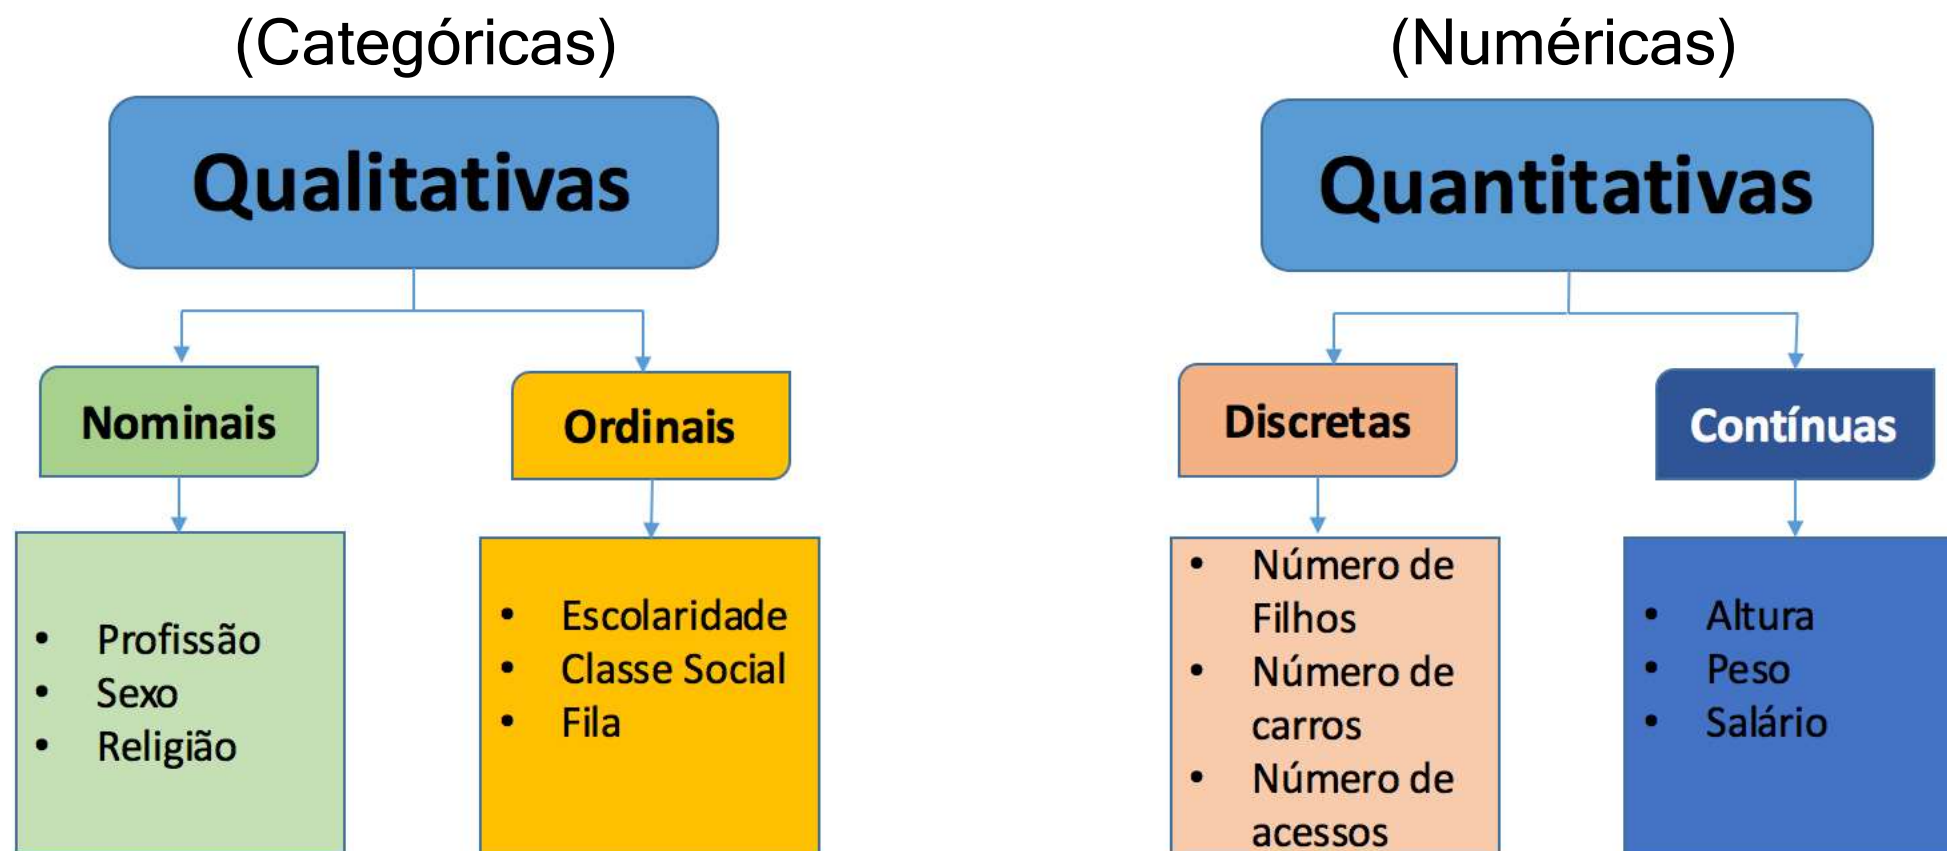 (Categóricas)
Qualitativas
Nominais
• Profissão
• Sexo
• Religião
Ordinais
• Escolaridade
• Classe Social
• Fila
(Numéricas)
Quantitativas
Discretas
• Número de
Filhos
• Número de
carros
• Número de
acessos
Contínuas
• Altura
• Peso
• Salário